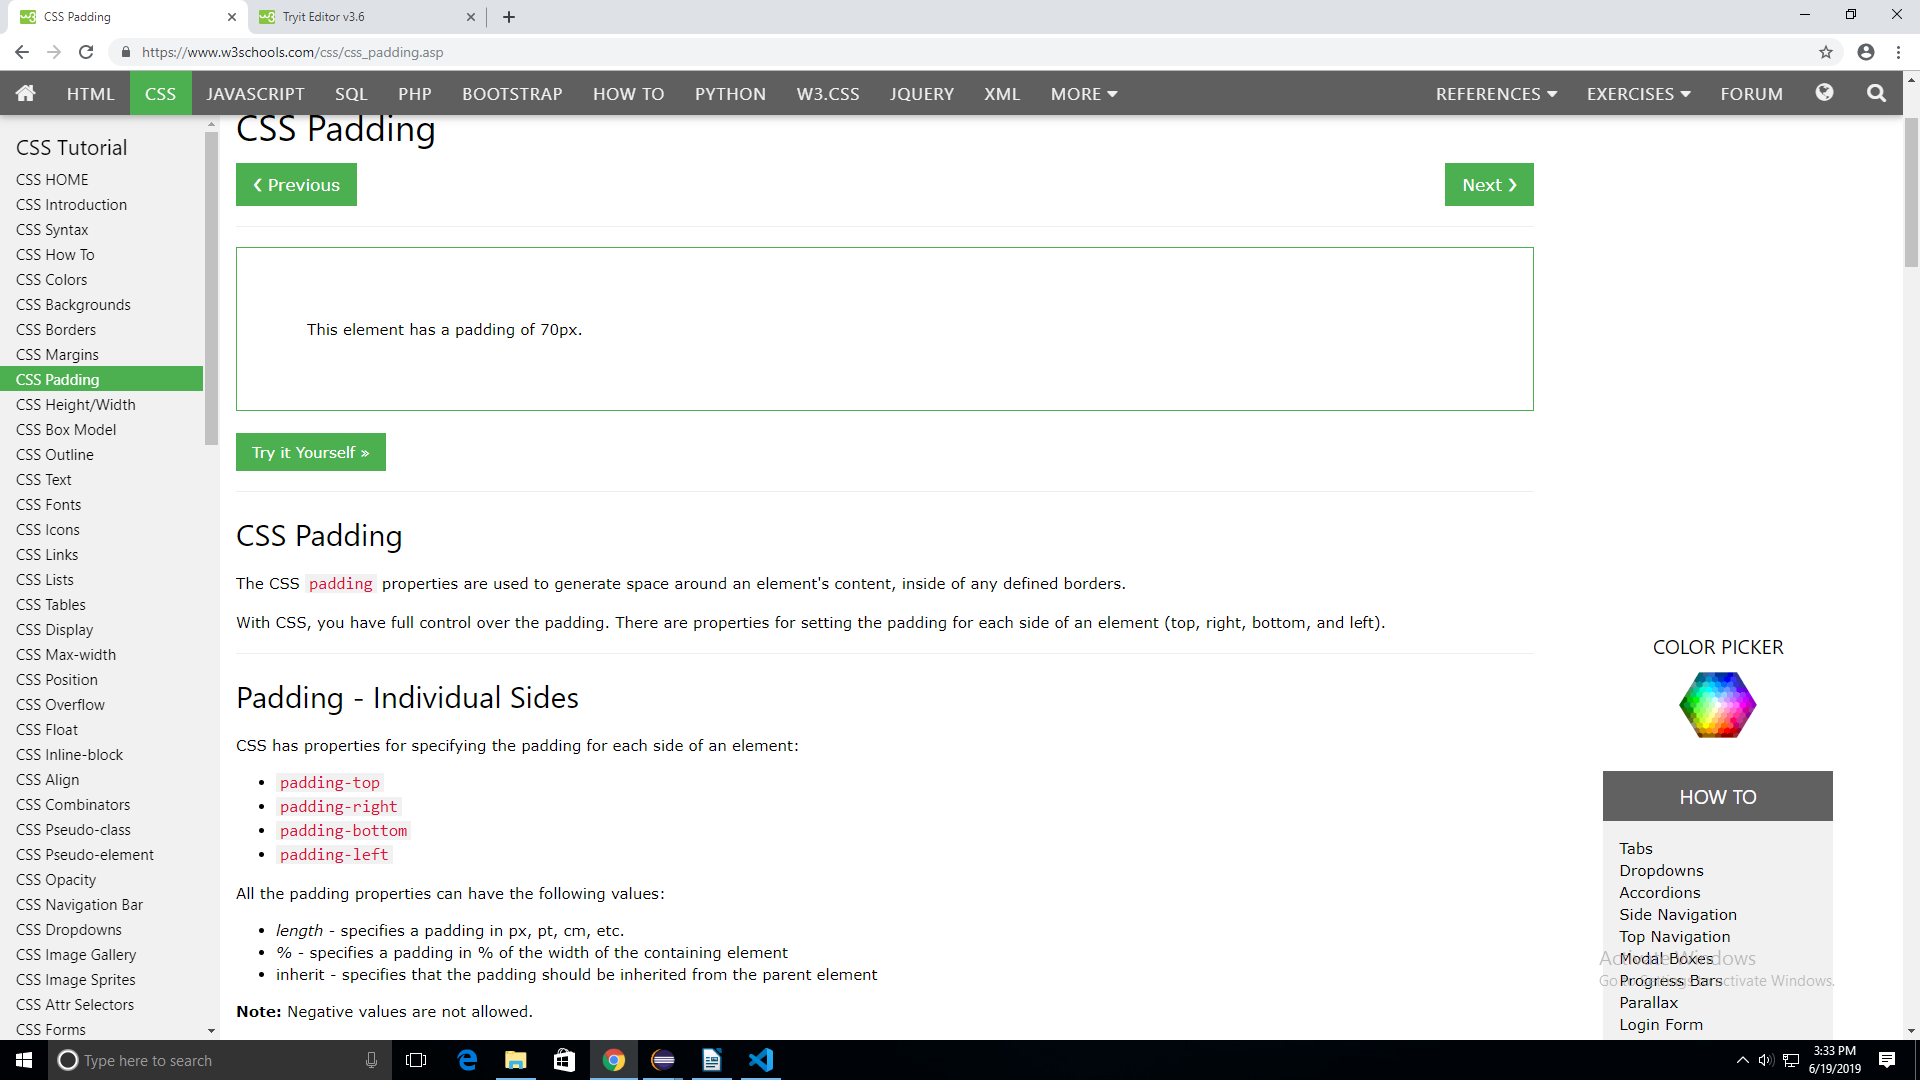 CSS Padding
Tryit Editor v3.6
https://www.w3schools.com/css/css_padding.asp
HTML CSS JAVASCRIPT SQL PHP BOOTSTRAP HOW TO PYTHON W3.CSS JQUERY XML MORE REFERENCES EXERCISES FORUM
CSS Tutorial
CSS HOME
CSS Introduction
CSS Syntax
CSS How To
CSS Colors
CSS Backgrounds
CSS Borders
CSS Margins
CSS Padding
CSS Height/Width
CSS Box Model
CSS Outline
CSS Text
CSS Fonts
CSS Icons
CSS Links
CSS Lists
CSS Tables
CSS Display
CSS Max-width
CSS Position
CSS Overflow
CSS Float
CSS Inline-block
CSS Align
CSS Combinators
CSS Pseudo-class
CSS Pseudo-element
CSS Opacity
CSS Navigation Bar
CSS Dropdowns
CSS Image Gallery
CSS Image Sprites
CSS Attr Selectors
CSS Forms
CSS Padding
❮ Previous
Next ❯
This element has a padding of 70px.
Try it Yourself »
CSS Padding
The CSS padding properties are used to generate space around an element's content, inside of any defined borders.
With CSS, you have full control over the padding. There are properties for setting the padding for each side of an element (top, right, bottom, and left).
Padding - Individual Sides
CSS has properties for specifying the padding for each side of an element:
• padding-top
• padding-right
• padding-bottom
• padding-left
All the padding properties can have the following values:
• length - specifies a padding in px, pt, cm, etc.
• % - specifies a padding in % of the width of the containing element
• inherit - specifies that the padding should be inherited from the parent element
Note: Negative values are not allowed.
COLOR PICKER
HOW TO
Tabs
Dropdowns
Accordions
Side Navigation
Top Navigation
Modal Boxes
Progress Bars
Parallax
Login Form
Activate Windows
Go to Settings to activate Windows.
Type here to search
3:33 PM
6/19/2019